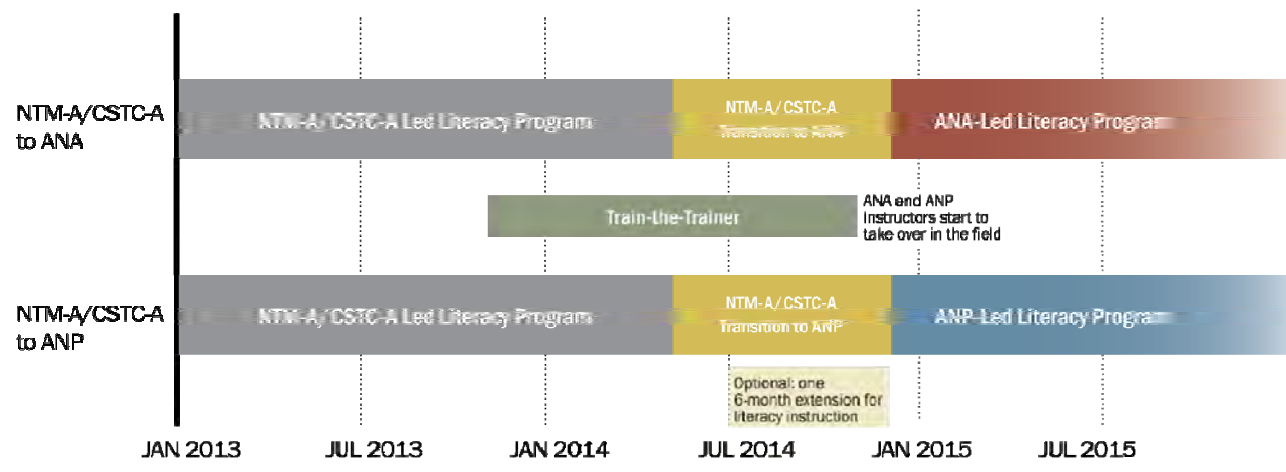 NTM-A/CSTC-A
to ANA
NTM-A/CSTC-A Led Literacy Program
NTM-A/CSTC-A
Transition to ANA
ANA-Led Literacy Program
Train-the-Trainer
ANA and ANP
Instructors start to
take over in the field
NTM-A/CSTC-A
to ANP
NTM-A/CSTC-A Led Literacy Program
NTM-A/CSTC-A
Transition to ANP
ANP-Led Literacy Program
Optional: one
6-month extension for
literacy instruction
JAN 2013 JUL 2013 JAN 2014 JUL 2014 JAN 2015 JUL 2015